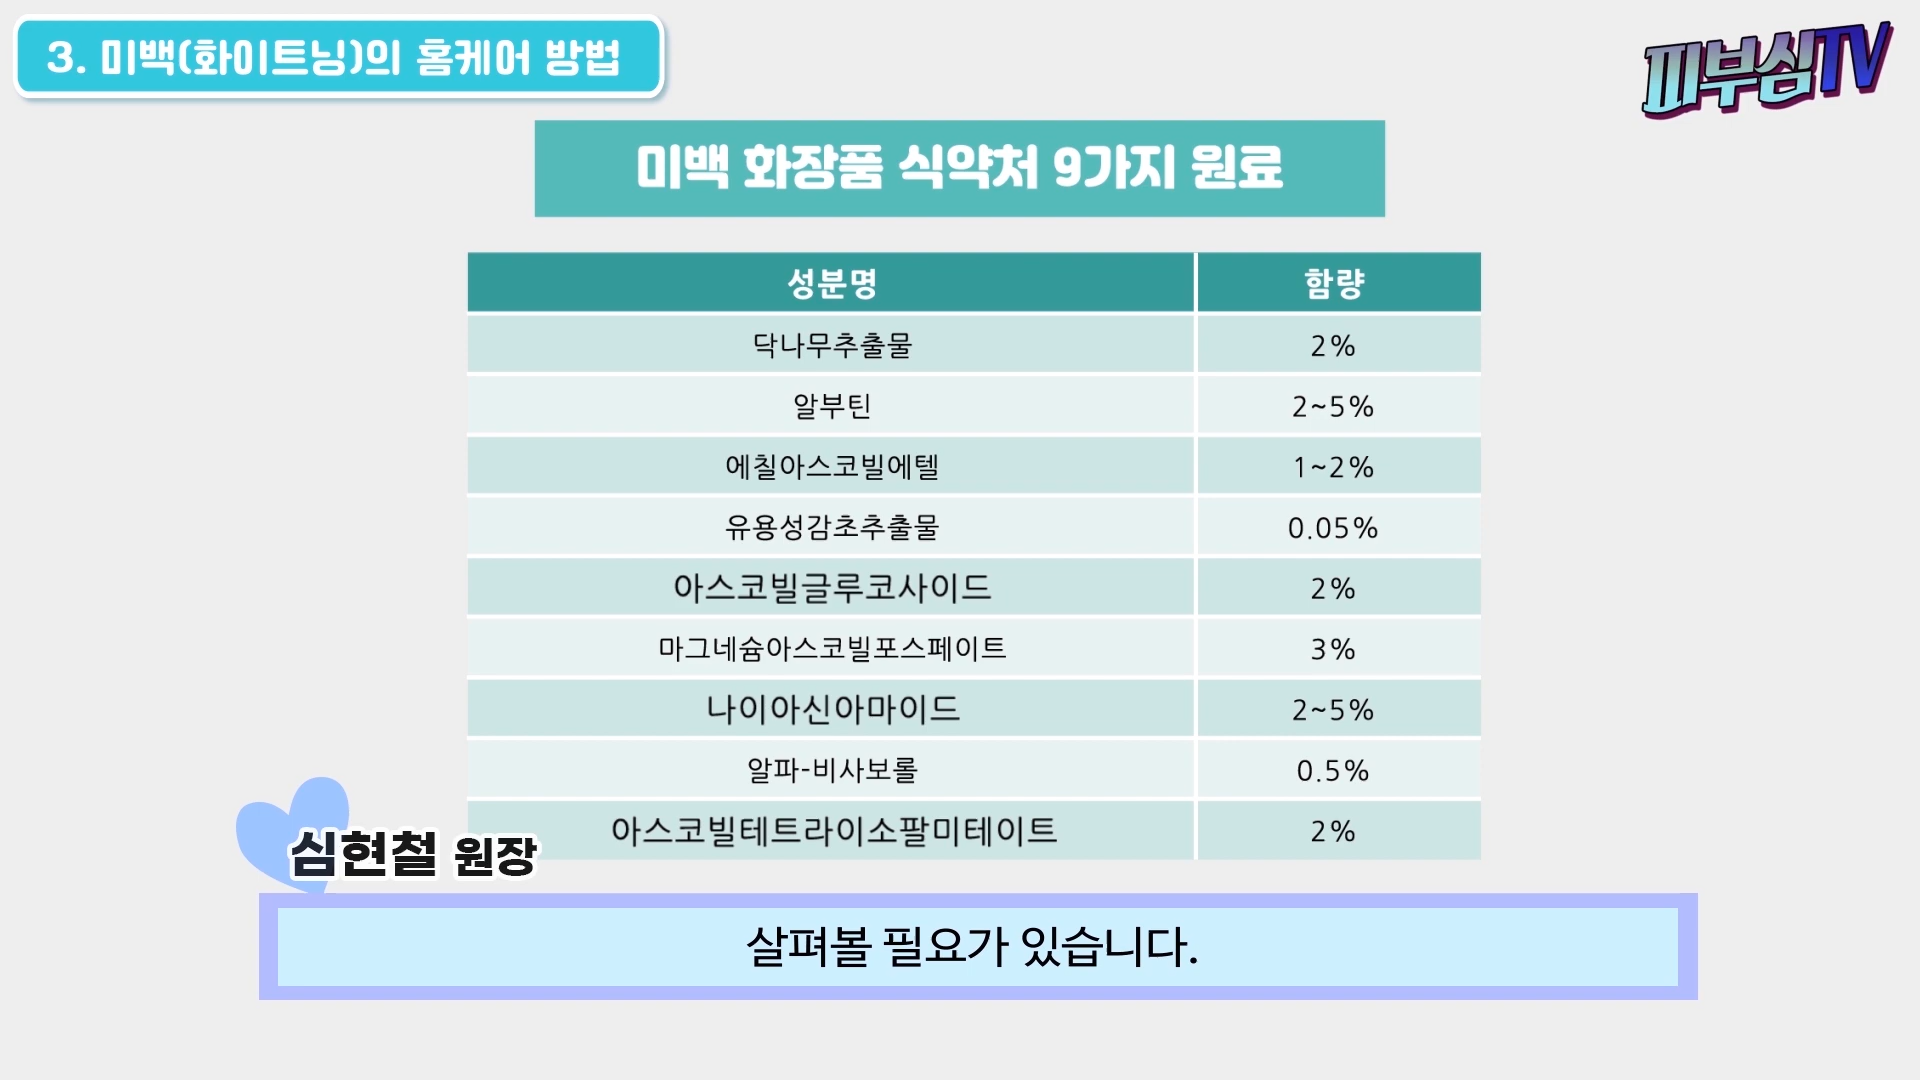 3. 미백(화이트닝)의 홈케어 방법
피부심TV
미백 화장품 식약처 9가지 원료
성분명 함량
닥나무추출물 2%
알부틴 2~5%
에칠아스코빌에텔 1~2%
유용성감초추출물 0.05%
아스코빌글루코사이드 2%
마그네슘아스코빌포스페이트 3%
나이아신아마이드 2~5%
알파-비사보롤 0.5%
아스코빌테트라이소팔미테이트 2%
심현철 원장
살펴볼 필요가 있습니다.